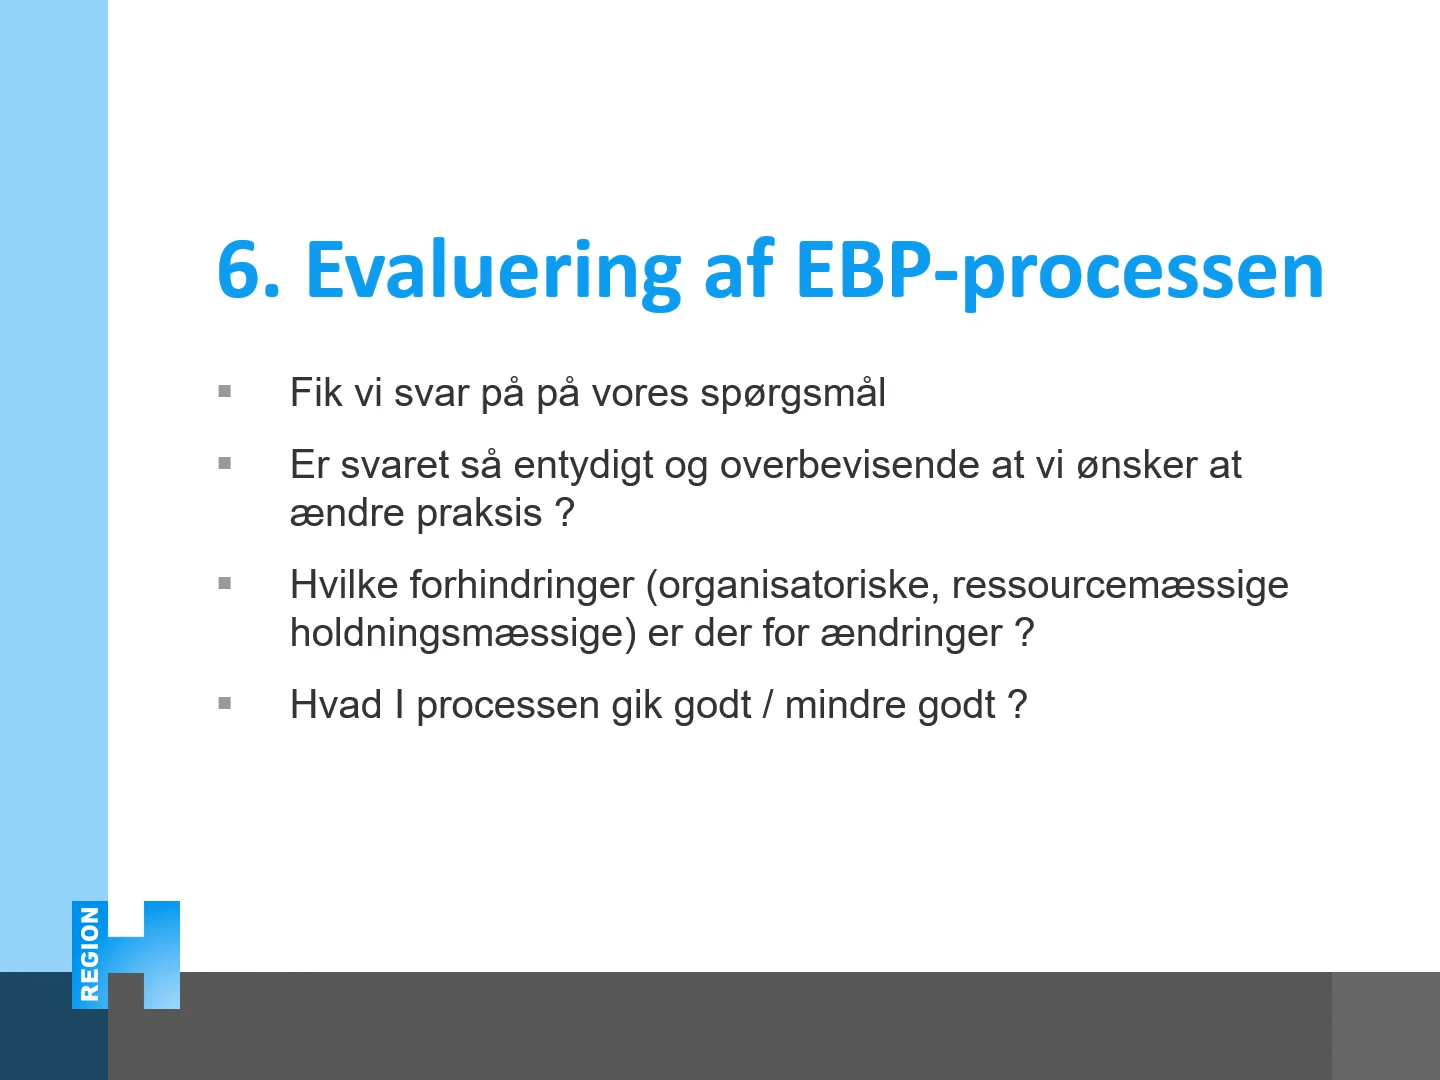 6. Evaluering af EBP-processen
▪ Fik vi svar på på vores spørgsmål
▪ Er svaret så entydigt og overbevisende at vi ønsker at
ændre praksis ?
▪ Hvilke forhindringer (organisatoriske, ressourcemæssige
holdningsmæssige) er der for ændringer ?
▪ Hvad I processen gik godt / mindre godt ?
REGION